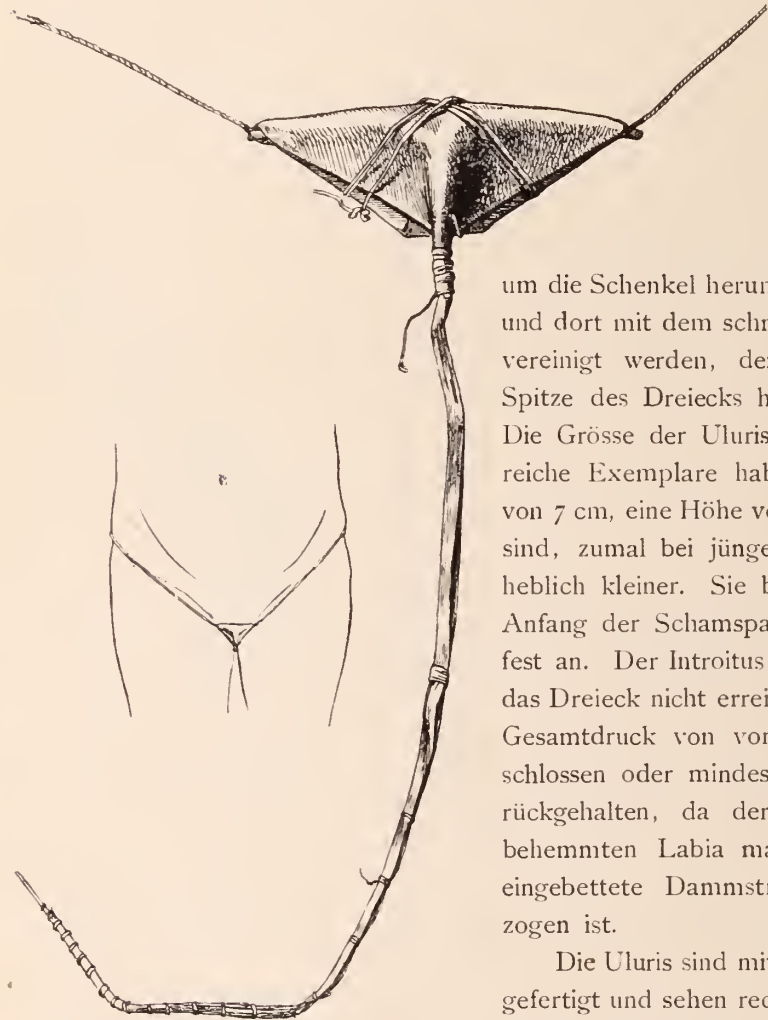 um die Schenkel herur
und dort mit dem schr
vereinigt werden, de
Spitze des Dreiecks h
Die Grösse der Uluris
reiche Exemplare hab
von 7 cm, eine Höhe v
sind, zumal bei jünge
heblich kleiner. Sie b
Anfang der Schamspa
fest an. Der Introitus
das Dreieck nicht errei
Gesamtdruck von vor
schlossen oder mindes
rückgehalten, da der
behemmten Labia ma
eingebettete Dammstr
zogen ist.
Die Uluris sind mi
gefertigt und sehen rec